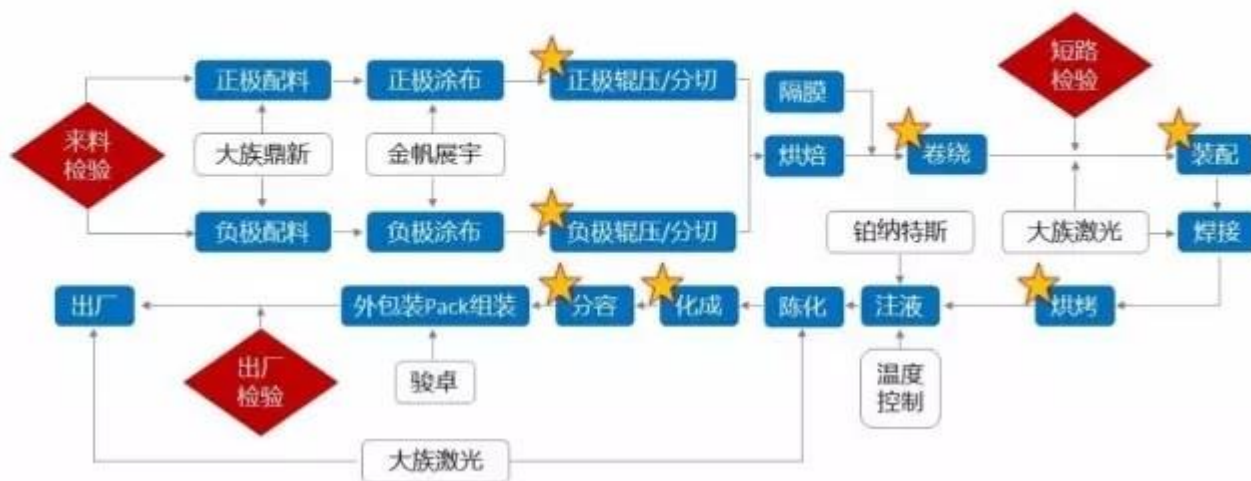 短路
检验
正极配料
正极涂布
正极辊压/分切
隔膜
来料
检验
大族鼎新
金帆展宇
烘焙
卷绕
装配
负极配料
负极涂布
负极辊压/分切
铂纳特斯
大族激光
焊接
出厂
外包装Pack组装
分容
化成
陈化
注液
烘烤
出厂
检验
骏卓
温度
控制
大族激光